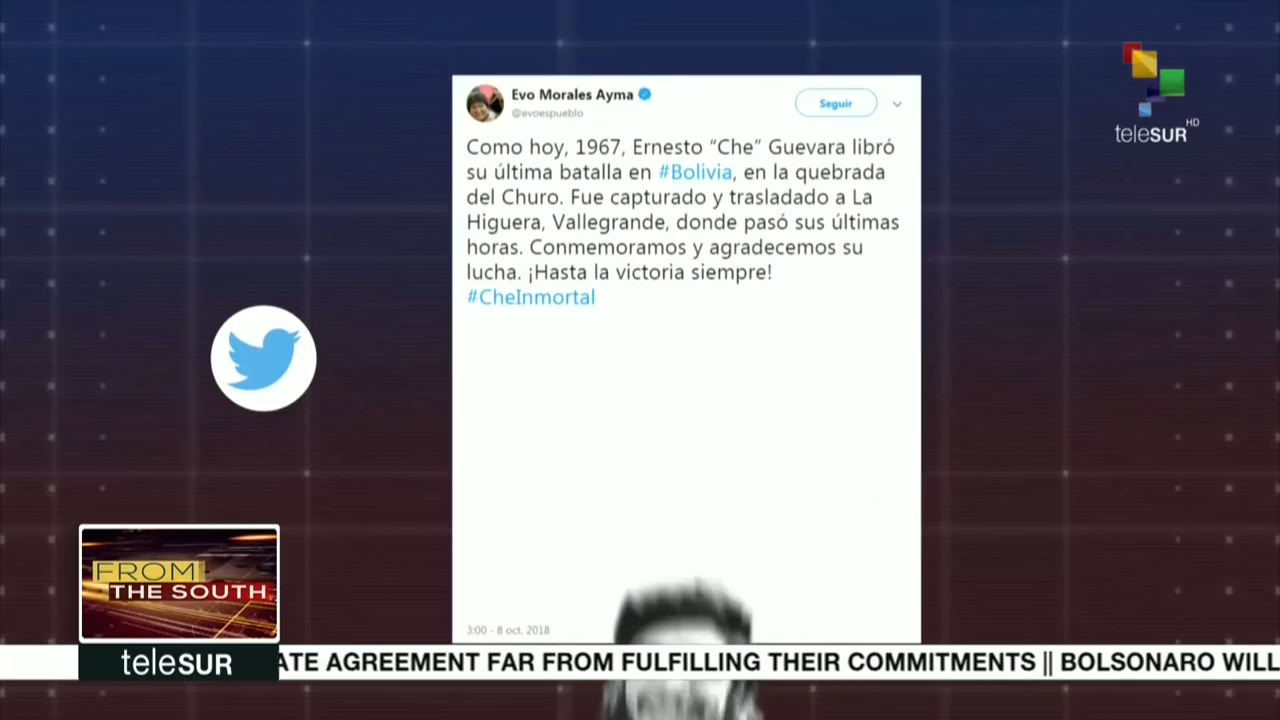 Evo Morales Ayma
@evoespueblo
Seguir
Como hoy, 1967, Ernesto “Che” Guevara libró
su última batalla en #Bolivia, en la quebrada
del Churo. Fue capturado y trasladado a La
Higuera, Vallegrande, donde pasó sus últimas
horas. Conmemoramos y agradecemos su
lucha. ¡Hasta la victoria siempre!
#CheInmortal
3:00 - 8 oct. 2018
teleSUR HD
FROM
THE SOUTH
teleSUR
ATE AGREEMENT FAR FROM FULFILLING THEIR COMMITMENTS || BOLSONARO WILL